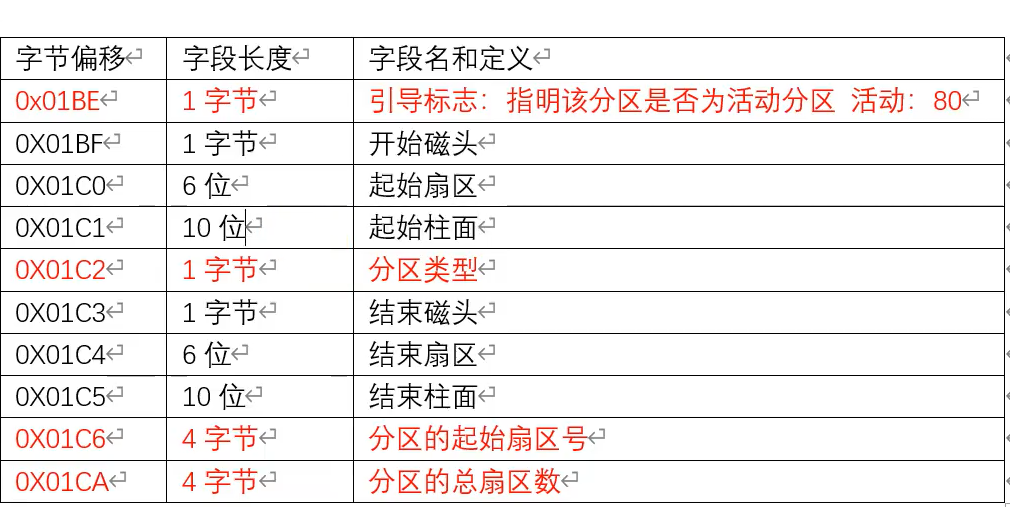 字节偏移 字段长度 字段名和定义
0x01BE 1 字节 引导标志：指明该分区是否为活动分区 活动：80
0X01BF 1 字节 开始磁头
0X01C0 6 位 起始扇区
0X01C1 10 位 起始柱面
0X01C2 1 字节 分区类型
0X01C3 1 字节 结束磁头
0X01C4 6 位 结束扇区
0X01C5 10 位 结束柱面
0X01C6 4 字节 分区的起始扇区号
0X01CA 4 字节 分区的总扇区数